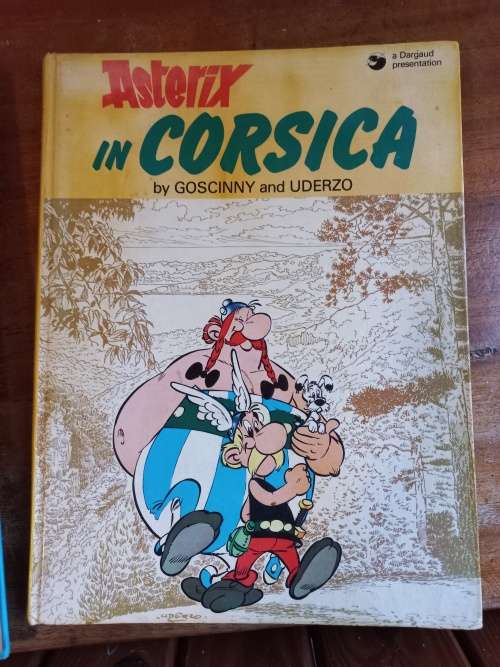 a Dargaud
presentation
Asterix
IN CORSICA
by GOSCINNY and UDERZO
UDERZO